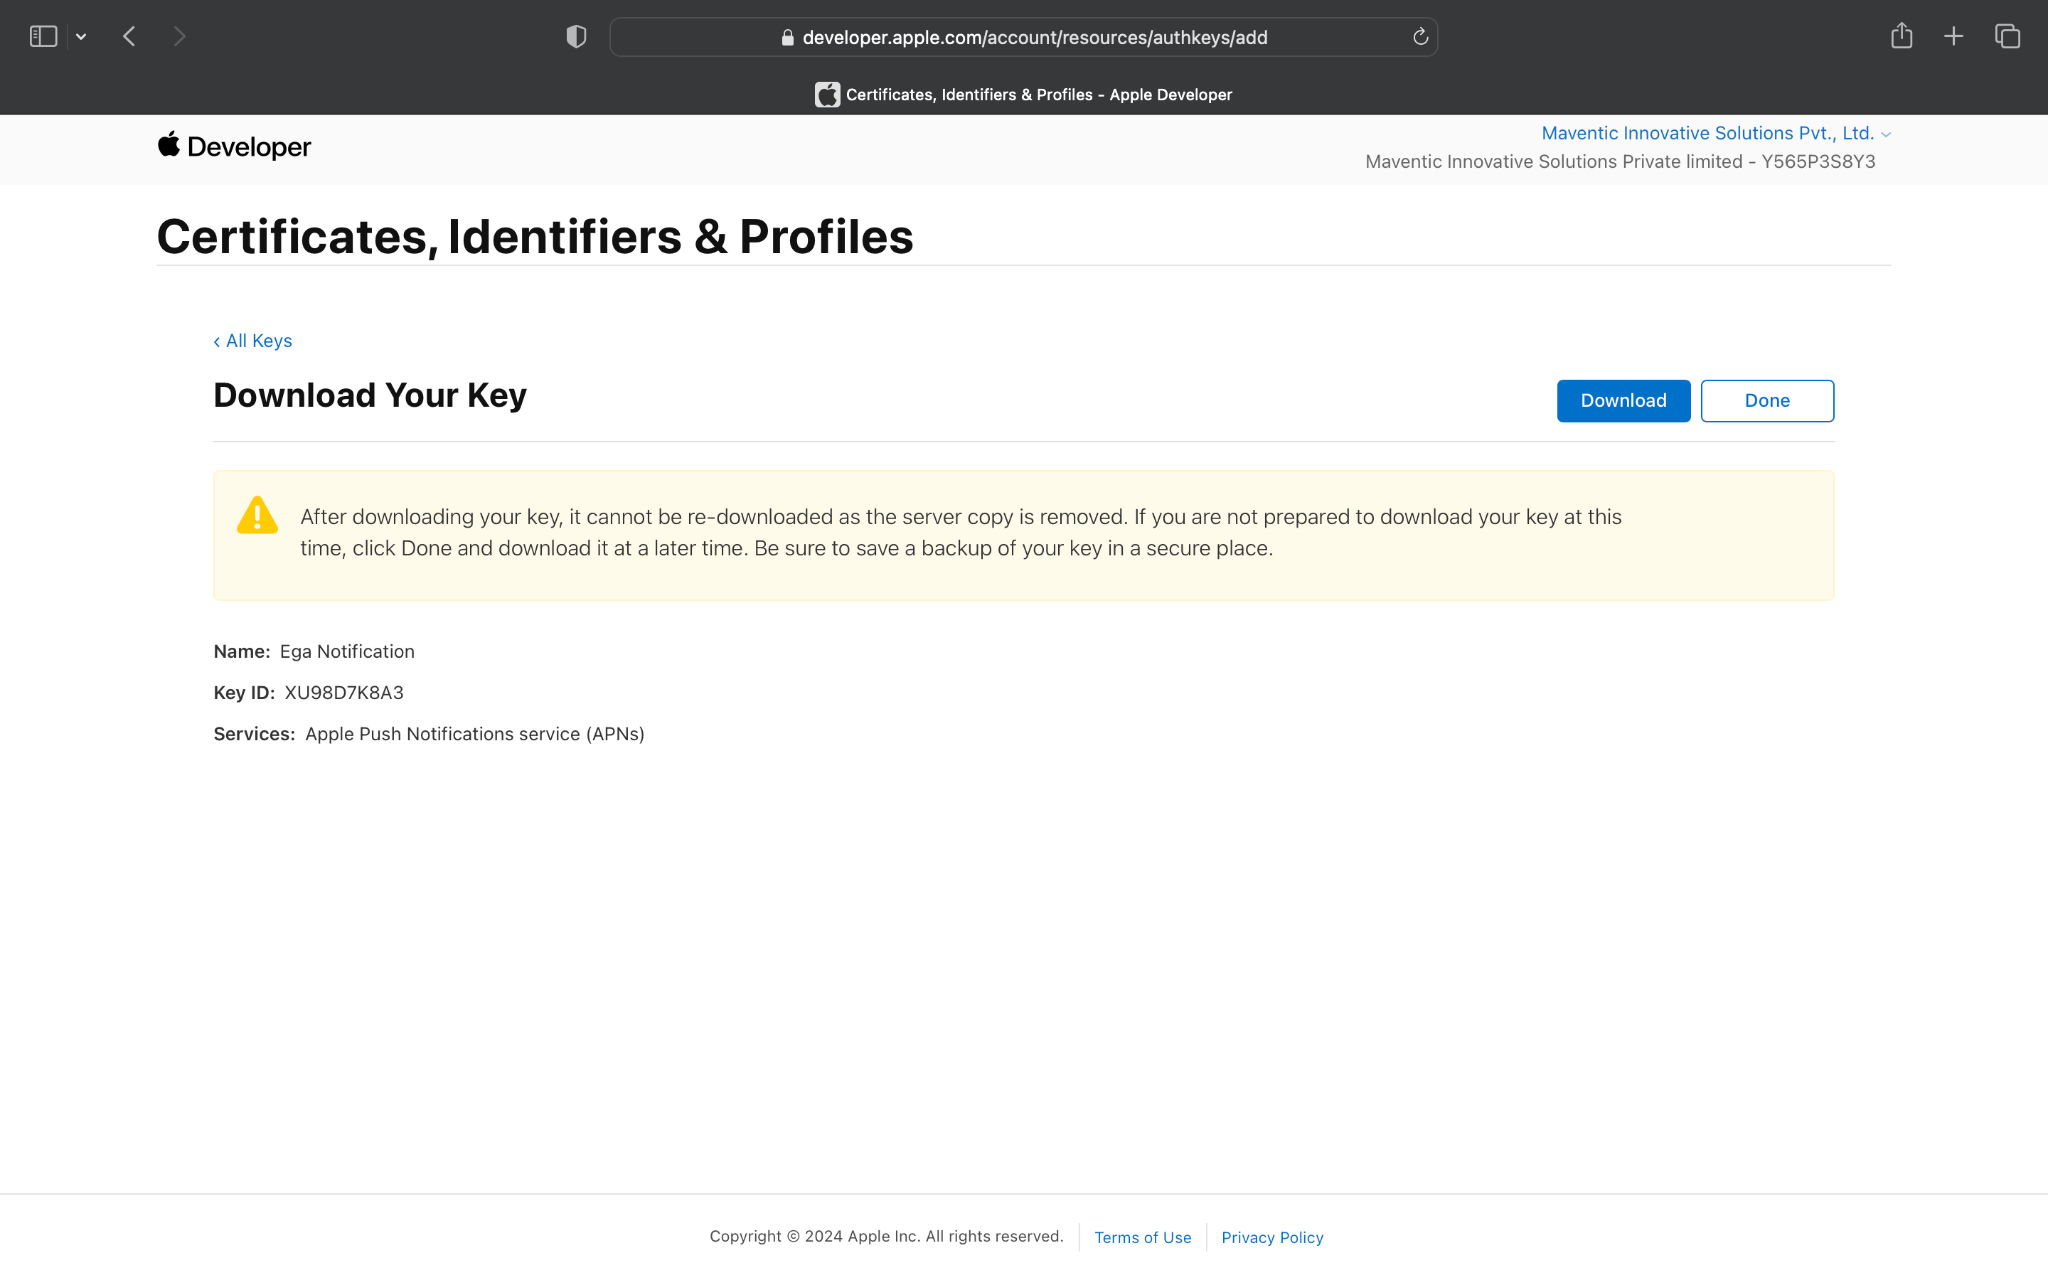 developer.apple.com/account/resources/authkeys/add
Certificates, Identifiers & Profiles - Apple Developer
Developer
Maventic Innovative Solutions Pvt., Ltd.
Maventic Innovative Solutions Private limited - Y565P3S8Y3
Certificates, Identifiers & Profiles
‹ All Keys
Download Your Key
Download
Done
After downloading your key, it cannot be re-downloaded as the server copy is removed. If you are not prepared to download your key at this
time, click Done and download it at a later time. Be sure to save a backup of your key in a secure place.
Name: Ega Notification
Key ID: XU98D7K8A3
Services: Apple Push Notifications service (APNs)
Copyright © 2024 Apple Inc. All rights reserved.
Terms of Use
Privacy Policy